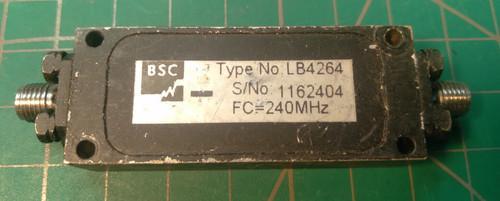 BSC
Type No. LB4264
S/No. 1162404
FC=240MHz